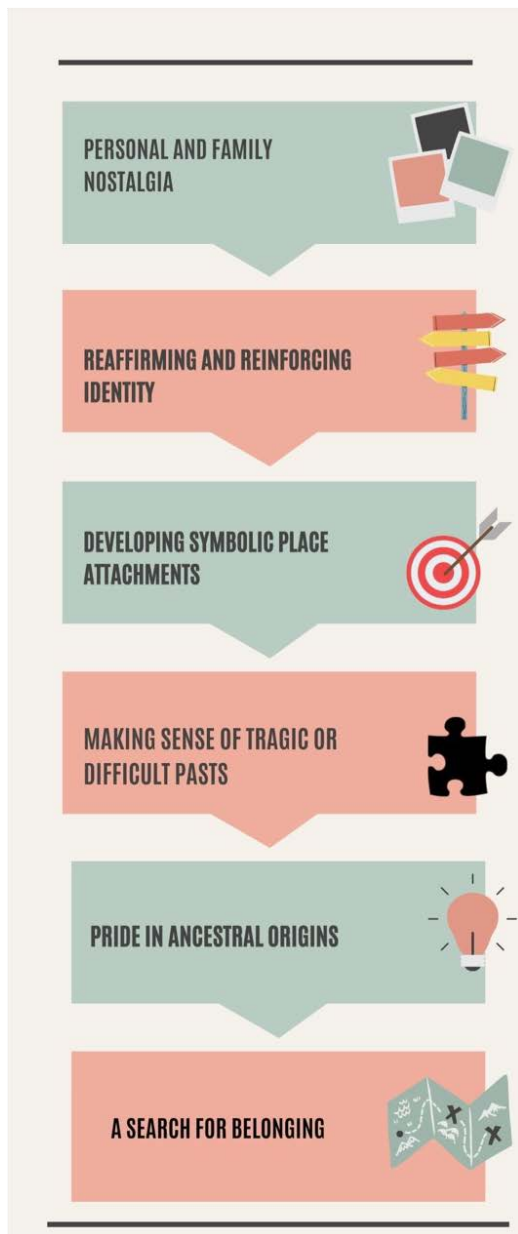 PERSONAL AND FAMILY
NOSTALGIA
REAFFIRMING AND REINFORCING
IDENTITY
DEVELOPING SYMBOLIC PLACE
ATTACHMENTS
MAKING SENSE OF TRAGIC OR
DIFFICULT PASTS
PRIDE IN ANCESTRAL ORIGINS
A SEARCH FOR BELONGING